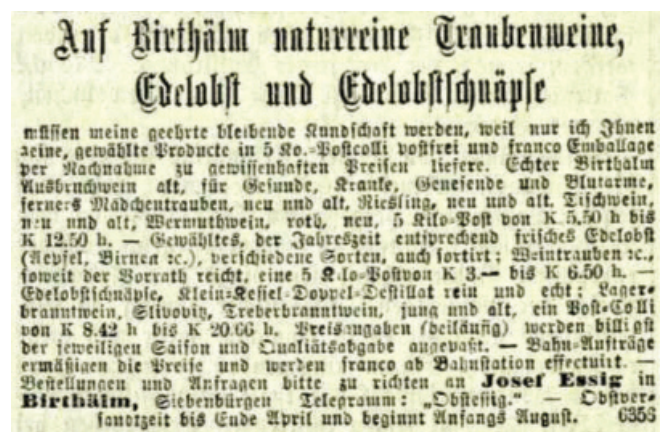 Auf Birthälm naturreine Traubenweine,
Edelobst und Edelobstschnäpse
müssen meine geehrte bleibende Kundschaft werden, weil nur ich Ihnen
reine, gewählte Producte in 5 Ko.-Postcolli postfrei und franco Emballage
per Nachnahme zu gewissenhaften Preisen liefere. Echter Birthälm
Ausbruchwein alt, für Gesunde, Kranke, Genesende und Blutarme,
ferners Mädchentrauben, neu und alt, Riesling, neu und alt, Tischwein,
neu und alt, Wermuthwein, roth, neu, 5 Kilo-Post von K 5.50 h bis
K 12.50 h. — Gewähltes, der Jahreszeit entsprechend frisches Edelobst
(Aepfel, Birnen ꝛc.), verschiedene Sorten, auch sortirt; Weintrauben ꝛc.,
soweit der Vorrath reicht, eine 5 Kilo-Postvon K 3.— bis K 6.50 h. —
Edelobstschnäpse, Klein-Kessel-Doppel-Destillat rein und echt; Lager-
branntwein, Slivovitz, Treberbranntwein, jung und alt, ein Post-Colli
von K 8.42 h bis K 20.66 h. Preisangaben (beiläufig) werden billigst
der jeweiligen Saison und Qualiätsabgabe angepaßt. — Bahn-Aufträge
ermäßigen die Preise und werden franco ab Bahnstation effectuirt. —
Bestellungen und Anfragen bitte zu richten an Josef Essig in
Birthälm, Siebenbürgen Telegramm: „Obstessig.“ — Obstver-
sandtzeit bis Ende April und beginnt Anfangs August. 6356